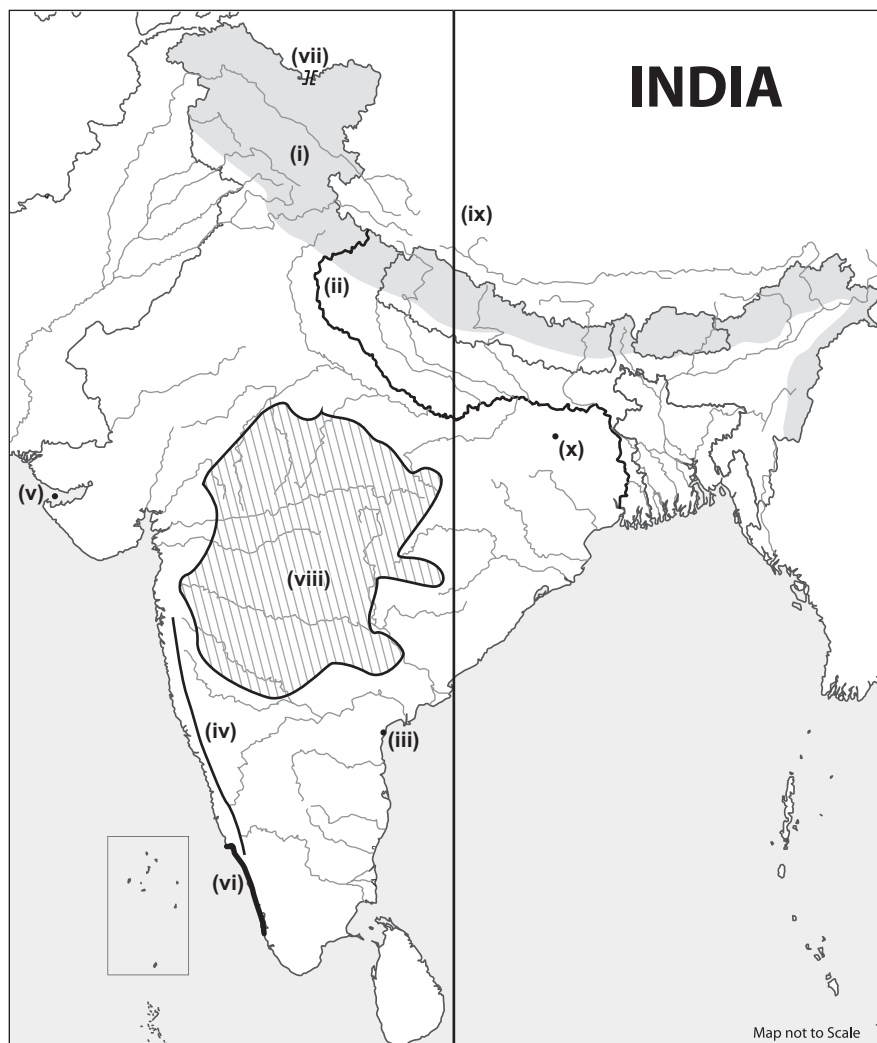 (vii)
INDIA
(i)
(ix)
(ii)
(x)
(v)
(viii)
(iv)
(iii)
(vi)
Map not to Scale